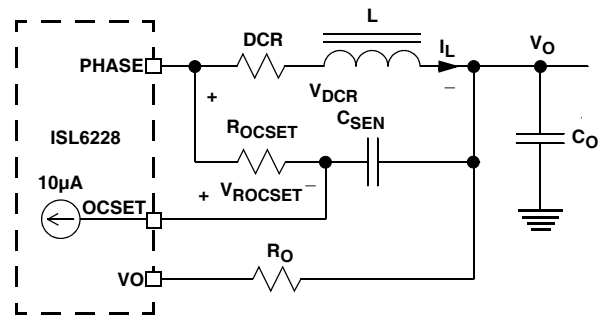 L
DCR
I_L
V_O
PHASE
+
−
V_DCR
C_SEN
ISL6228
R_OCSET
C_O
10µA
+
V_ROCSET
−
OCSET
R_O
VO